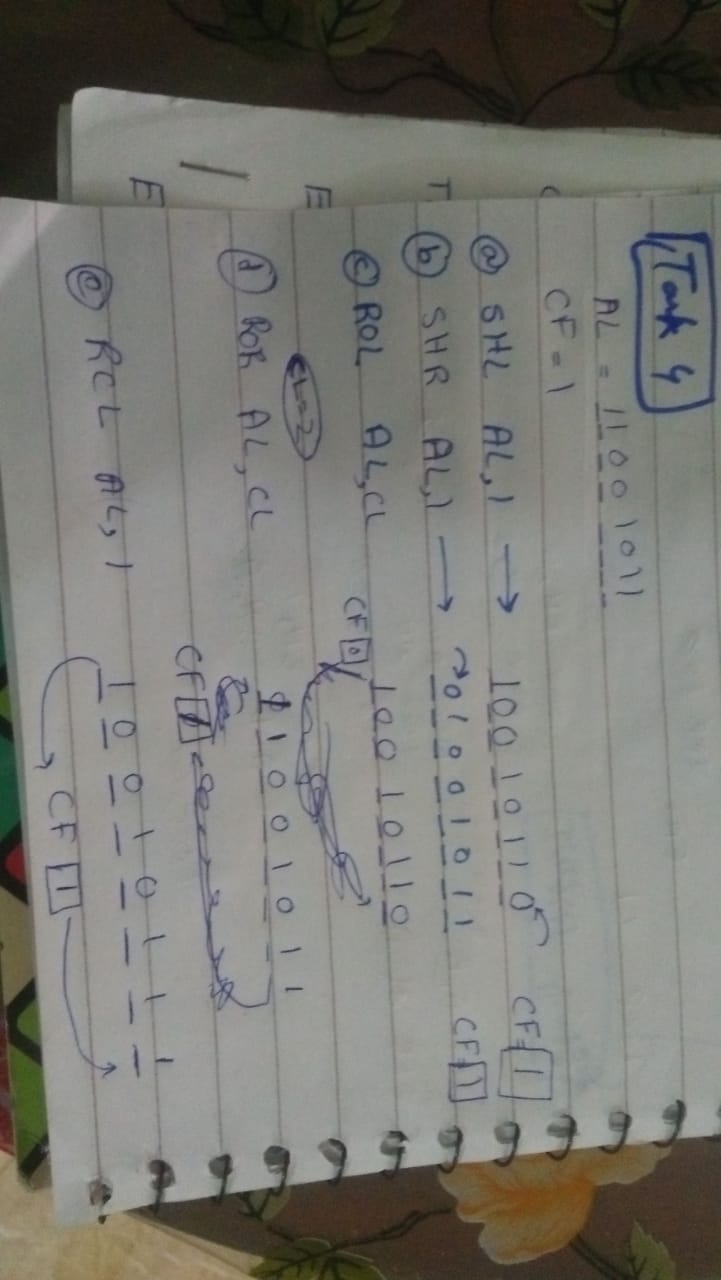 Task 4
AL = 11001011
CF = 1
(a) SHL AL,1 → 10010110 CF= 1
(b) SHR AL,1 → 01001011 CF= 1
(c) ROL AL,CL 10010110
CF 0
CL=2
(d) ROR AL,CL 11001011
CF 1
(e) RCL AL,1 10010111
CF 1
E
E
T